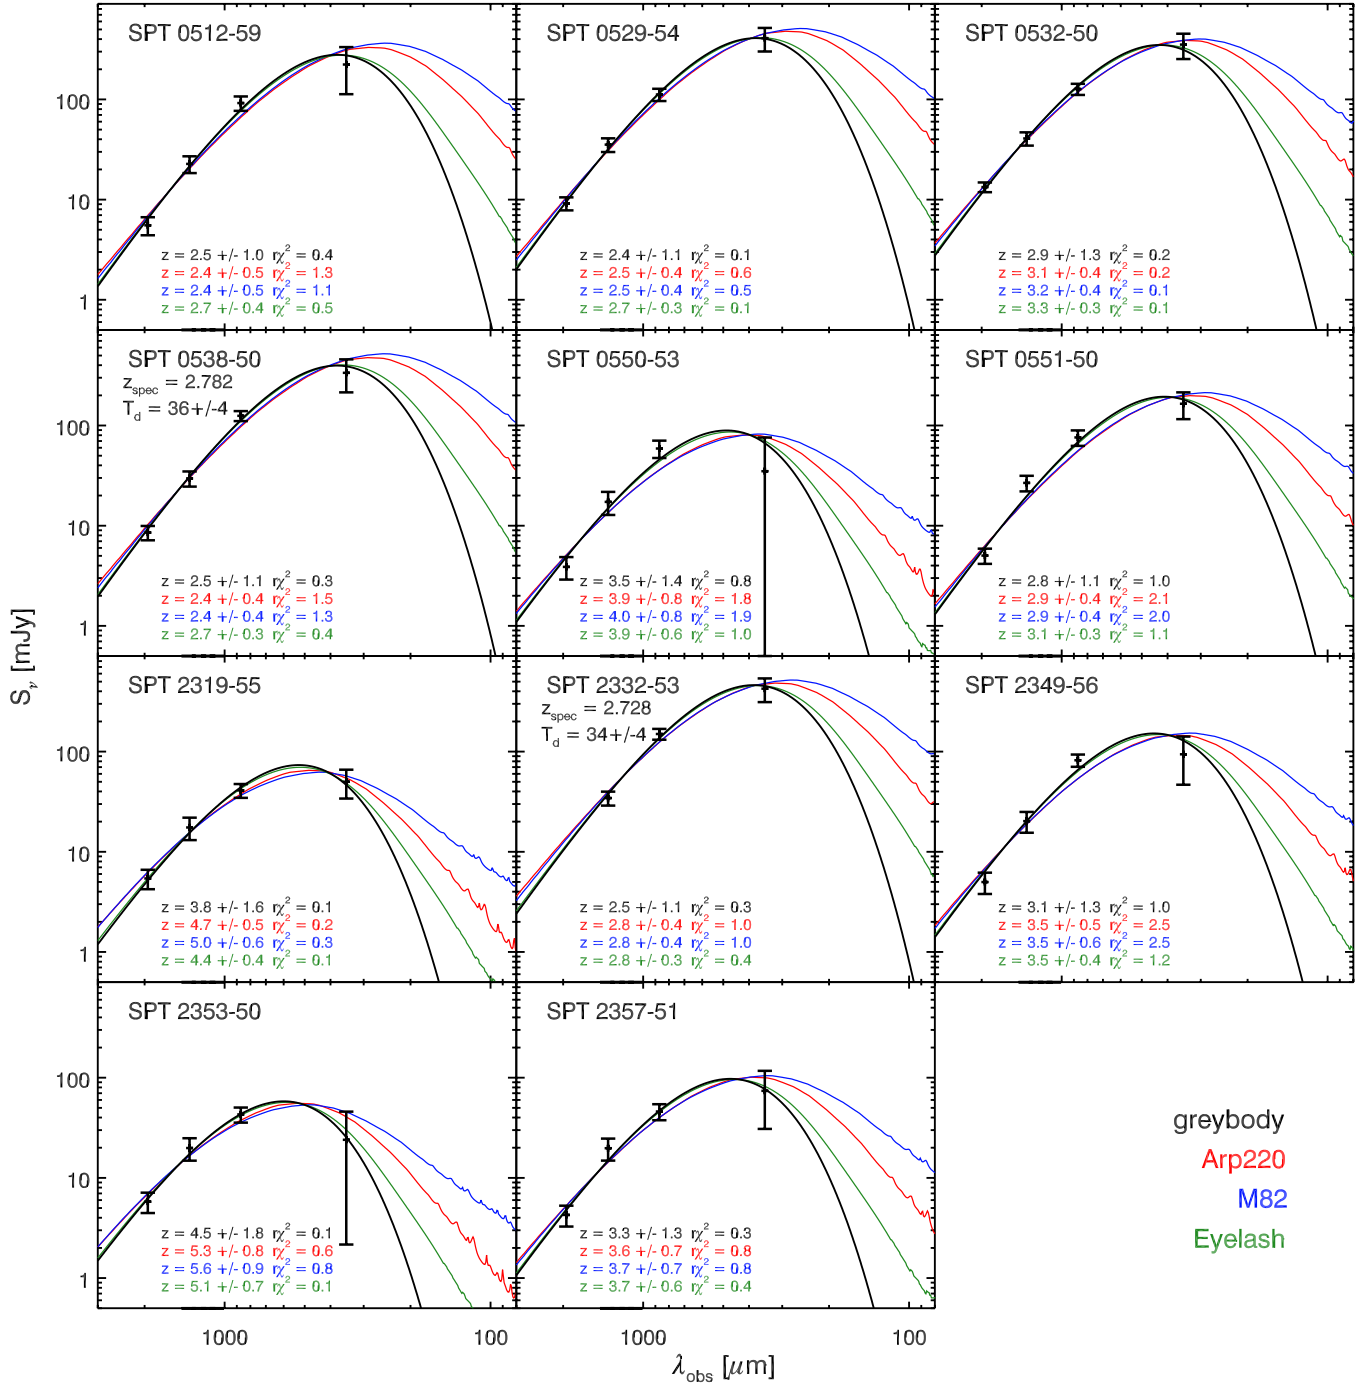 SPT 0512-59
z = 2.5 +/- 1.0 rχ² = 0.4
z = 2.4 +/- 0.5 rχ² = 1.3
z = 2.4 +/- 0.5 rχ² = 1.1
z = 2.7 +/- 0.4 rχ² = 0.5
SPT 0529-54
z = 2.4 +/- 1.1 rχ² = 0.1
z = 2.5 +/- 0.4 rχ² = 0.6
z = 2.5 +/- 0.4 rχ² = 0.5
z = 2.7 +/- 0.3 rχ² = 0.1
SPT 0532-50
z = 2.9 +/- 1.3 rχ² = 0.2
z = 3.1 +/- 0.4 rχ² = 0.2
z = 3.2 +/- 0.4 rχ² = 0.1
z = 3.3 +/- 0.3 rχ² = 0.1
100
10
1
SPT 0538-50
z_spec = 2.782
T_d = 36+/-4
z = 2.5 +/- 1.1 rχ² = 0.3
z = 2.4 +/- 0.4 rχ² = 1.5
z = 2.4 +/- 0.4 rχ² = 1.3
z = 2.7 +/- 0.3 rχ² = 0.4
SPT 0550-53
z = 3.5 +/- 1.4 rχ² = 0.8
z = 3.9 +/- 0.8 rχ² = 1.8
z = 4.0 +/- 0.8 rχ² = 1.9
z = 3.9 +/- 0.6 rχ² = 1.0
SPT 0551-50
z = 2.8 +/- 1.1 rχ² = 1.0
z = 2.9 +/- 0.4 rχ² = 2.1
z = 2.9 +/- 0.4 rχ² = 2.0
z = 3.1 +/- 0.3 rχ² = 1.1
100
10
1
S_ν [mJy]
SPT 2319-55
z = 3.8 +/- 1.6 rχ² = 0.1
z = 4.7 +/- 0.5 rχ² = 0.2
z = 5.0 +/- 0.6 rχ² = 0.3
z = 4.4 +/- 0.4 rχ² = 0.1
SPT 2332-53
z_spec = 2.728
T_d = 34+/-4
z = 2.5 +/- 1.1 rχ² = 0.3
z = 2.8 +/- 0.4 rχ² = 1.0
z = 2.8 +/- 0.4 rχ² = 1.0
z = 2.8 +/- 0.3 rχ² = 0.4
SPT 2349-56
z = 3.1 +/- 1.3 rχ² = 1.0
z = 3.5 +/- 0.5 rχ² = 2.5
z = 3.5 +/- 0.6 rχ² = 2.5
z = 3.5 +/- 0.4 rχ² = 1.2
100
10
1
SPT 2353-50
z = 4.5 +/- 1.8 rχ² = 0.1
z = 5.3 +/- 0.8 rχ² = 0.6
z = 5.6 +/- 0.9 rχ² = 0.8
z = 5.1 +/- 0.7 rχ² = 0.1
SPT 2357-51
z = 3.3 +/- 1.3 rχ² = 0.3
z = 3.6 +/- 0.7 rχ² = 0.8
z = 3.7 +/- 0.7 rχ² = 0.8
z = 3.7 +/- 0.6 rχ² = 0.4
100
10
1
greybody
Arp220
M82
Eyelash
1000 100 1000 100 100
λ_obs [μm]